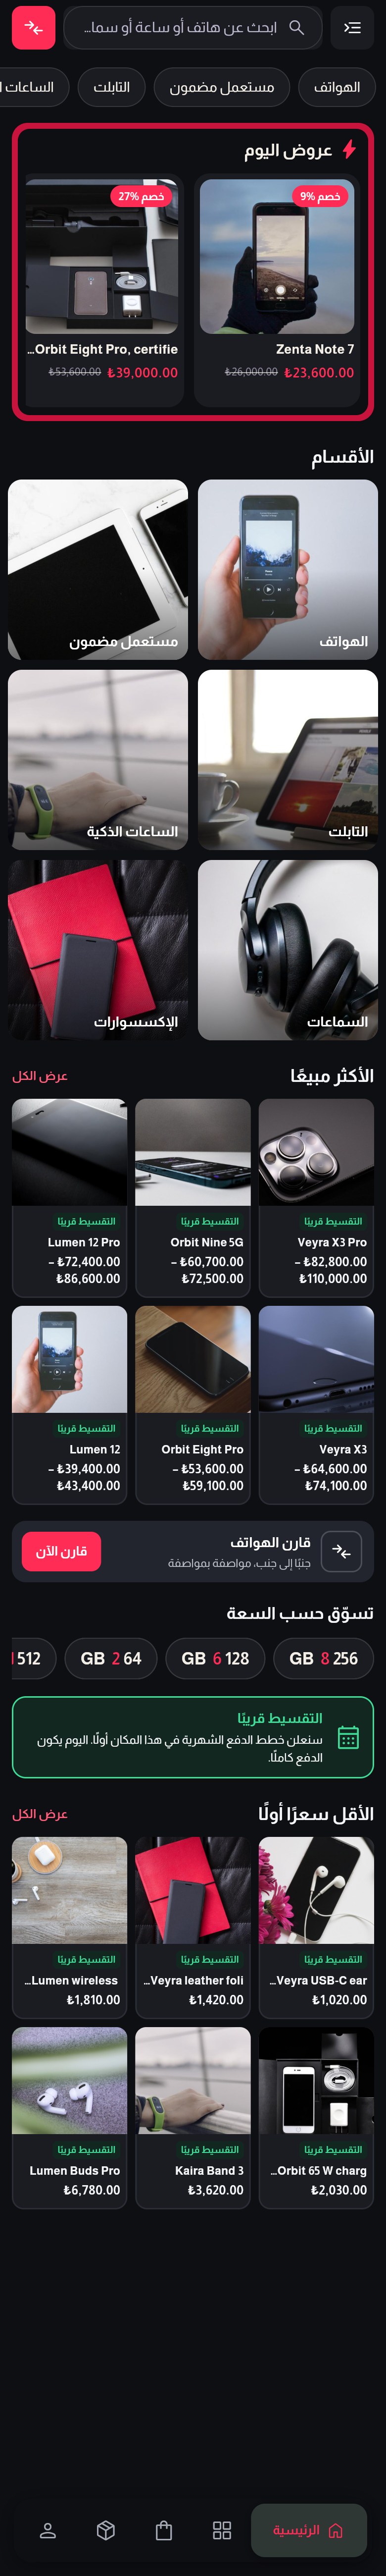 ابحث عن هاتف أو ساعة أو سما...
الهواتف
مستعمل مضمون
التابلت
الساعات ا
عروض اليوم
خصم 9%
Zenta Note 7
₺23,600.00 ₺26,000.00
خصم 27%
Orbit Eight Pro, certifie...
₺39,000.00 ₺53,600.00
الأقسام
الهواتف
مستعمل مضمون
التابلت
الساعات الذكية
السماعات
الإكسسوارات
الأكثر مبيعًا
عرض الكل
التقسيط قريبًا
Veyra X3 Pro
₺82,800.00 –
₺110,000.00
التقسيط قريبًا
Orbit Nine 5G
₺60,700.00 –
₺72,500.00
التقسيط قريبًا
Lumen 12 Pro
₺72,400.00 –
₺86,600.00
التقسيط قريبًا
Veyra X3
₺64,600.00 –
₺74,100.00
التقسيط قريبًا
Orbit Eight Pro
₺53,600.00 –
₺59,100.00
التقسيط قريبًا
Lumen 12
₺39,400.00 –
₺43,400.00
قارن الهواتف
جنبًا إلى جنب، مواصفة بمواصفة
قارن الآن
تسوّق حسب السعة
256 GB 8
128 GB 6
64 GB 2
512
التقسيط قريبًا
سنعلن خطط الدفع الشهرية في هذا المكان أولًا. اليوم يكون
الدفع كاملًا.
الأقل سعرًا أولًا
عرض الكل
التقسيط قريبًا
Veyra USB-C ear...
₺1,020.00
التقسيط قريبًا
Veyra leather foli...
₺1,420.00
التقسيط قريبًا
Lumen wireless...
₺1,810.00
التقسيط قريبًا
Orbit 65 W charg...
₺2,030.00
التقسيط قريبًا
Kaira Band 3
₺3,620.00
التقسيط قريبًا
Lumen Buds Pro
₺6,780.00
الرئيسية